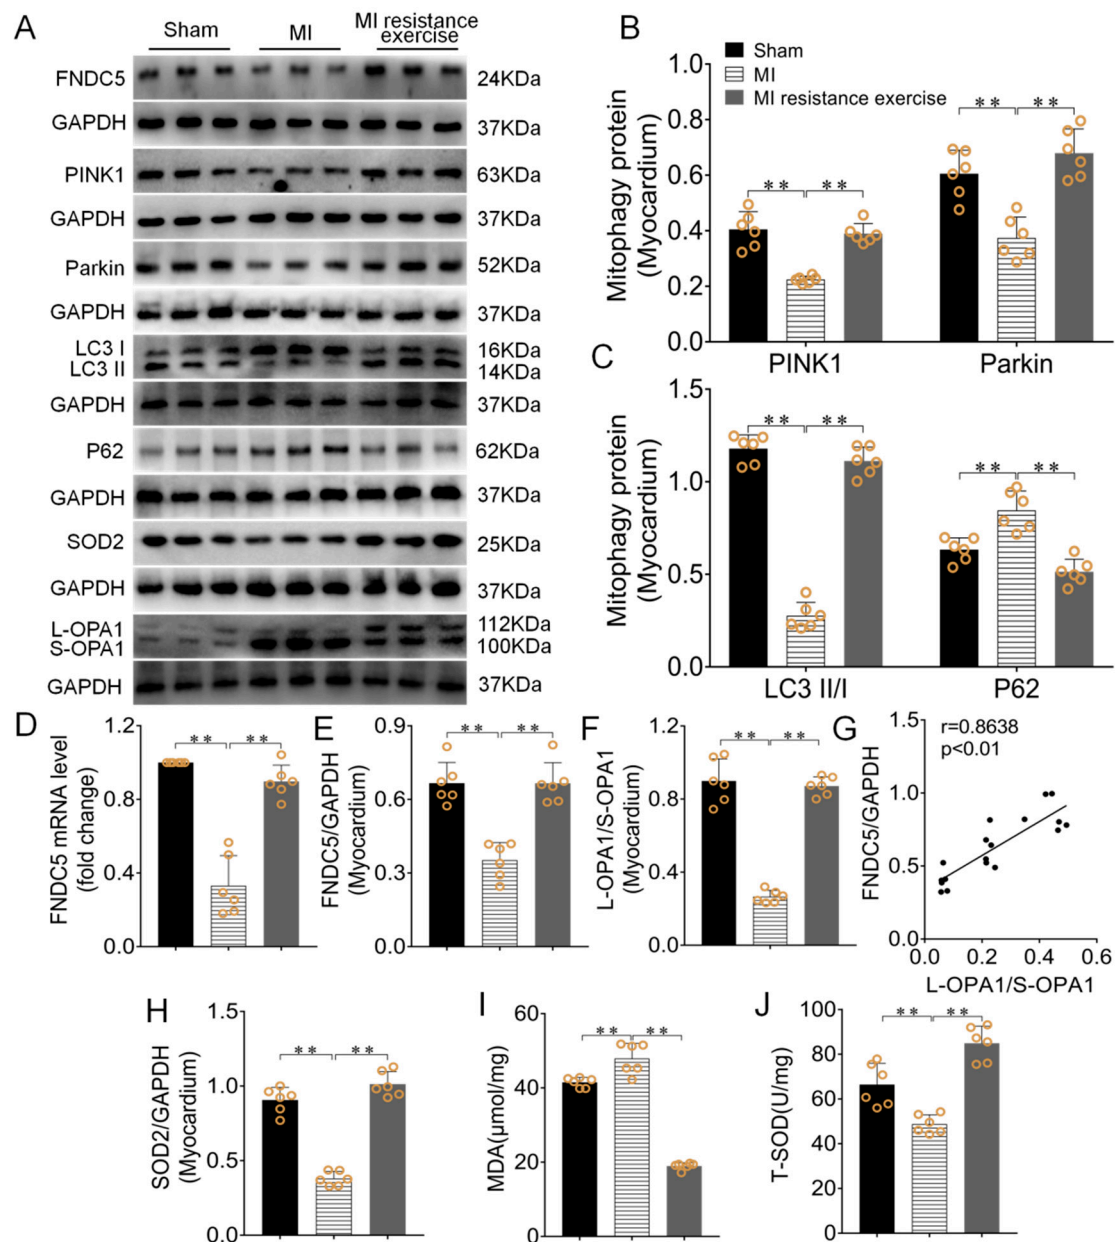 A
Sham
MI
MI resistance
exercise
FNDC5
24KDa
GAPDH
37KDa
PINK1
63KDa
GAPDH
37KDa
Parkin
52KDa
GAPDH
37KDa
LC3 I
16KDa
LC3 II
14KDa
GAPDH
37KDa
P62
62KDa
GAPDH
37KDa
SOD2
25KDa
GAPDH
37KDa
L-OPA1
112KDa
S-OPA1
100KDa
GAPDH
37KDa
B
Sham
MI
MI resistance exercise
Mitophagy protein
(Myocardium)
1.0
0.8
0.6
0.4
0.2
0.0
** **
** **
PINK1 Parkin
C
Mitophagy protein
(Myocardium)
1.5
1.0
0.5
0.0
** **
** **
LC3 II/I P62
D
FNDC5 mRNA level
(fold change)
1.2
0.8
0.4
0.0
** **
E
FNDC5/GAPDH
(Myocardium)
0.9
0.6
0.3
0.0
** **
F
L-OPA1/S-OPA1
(Myocardium)
1.2
0.8
0.4
0.0
** **
G
r=0.8638
p<0.01
FNDC5/GAPDH
1.5
1.0
0.5
0.0
0.0 0.2 0.4 0.6
L-OPA1/S-OPA1
H
SOD2/GAPDH
(Myocardium)
1.5
1.0
0.5
0.0
** **
I
MDA(μmol/mg)
60
40
20
0
** **
J
T-SOD(U/mg)
100
80
60
40
20
0
** **